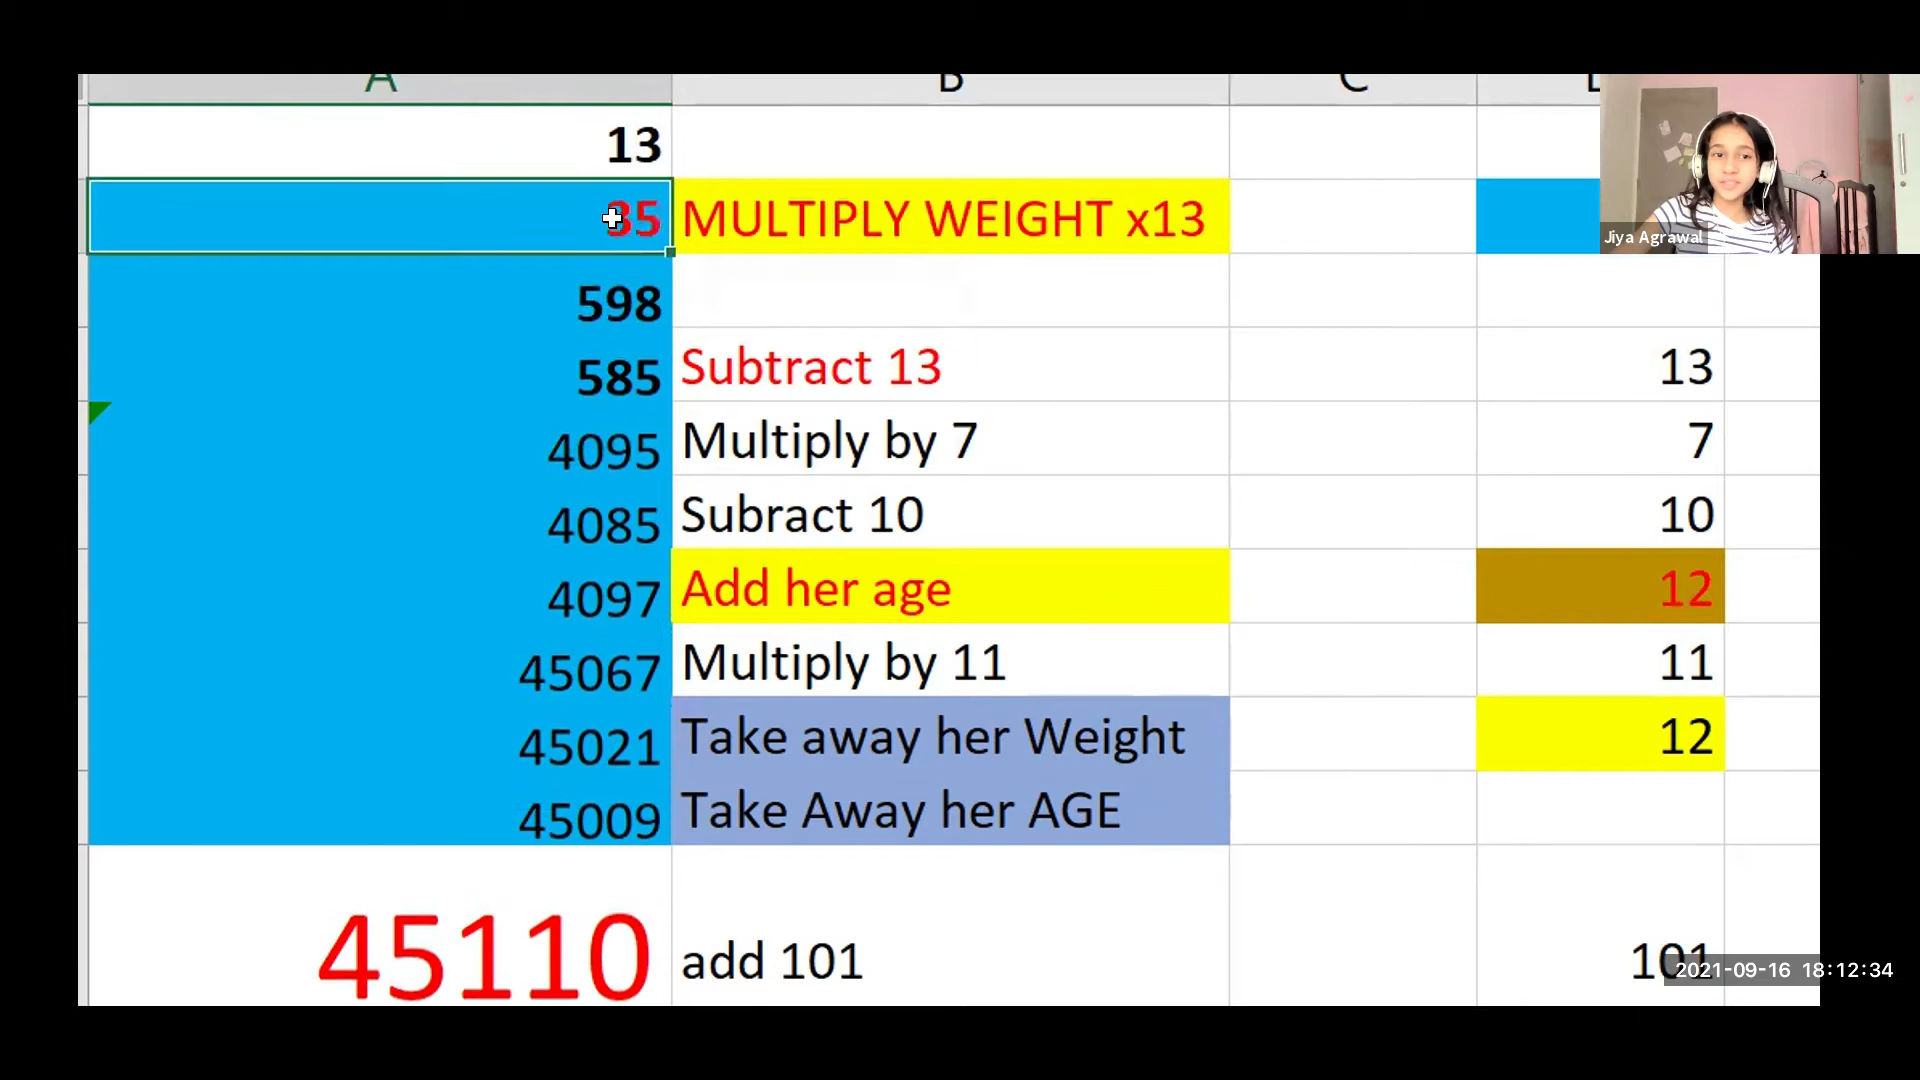 A B C
13
35 MULTIPLY WEIGHT x13
Jiya Agrawal
598
585 Subtract 13 13
4095 Multiply by 7 7
4085 Subract 10 10
4097 Add her age 12
45067 Multiply by 11 11
45021 Take away her Weight 12
45009 Take Away her AGE
45110 add 101 101
2021-09-16 18:12:34